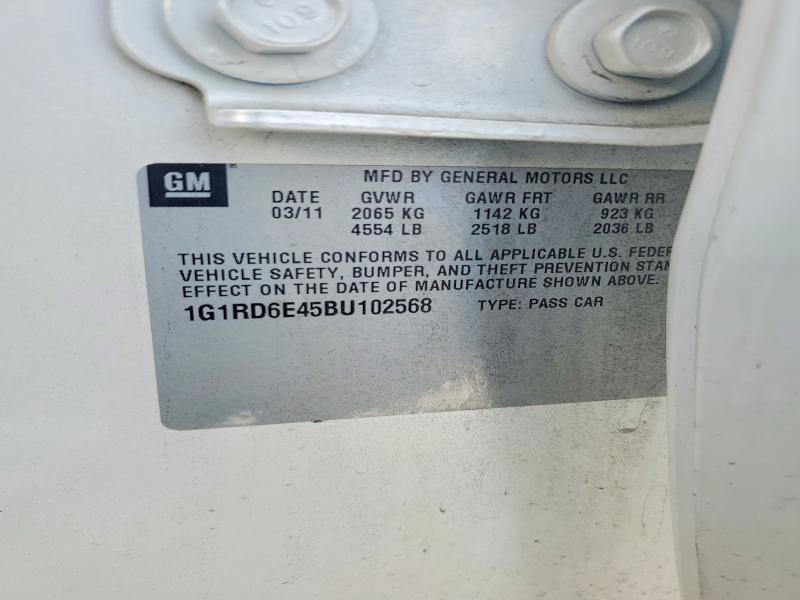 109
109
GM
MFD BY GENERAL MOTORS LLC
DATE GVWR GAWR FRT GAWR RR
03/11 2065 KG 1142 KG 923 KG
4554 LB 2518 LB 2036 LB
THIS VEHICLE CONFORMS TO ALL APPLICABLE U.S. FEDER
VEHICLE SAFETY, BUMPER, AND THEFT PREVENTION STAN
EFFECT ON THE DATE OF MANUFACTURE SHOWN ABOVE.
1G1RD6E45BU102568 TYPE: PASS CAR